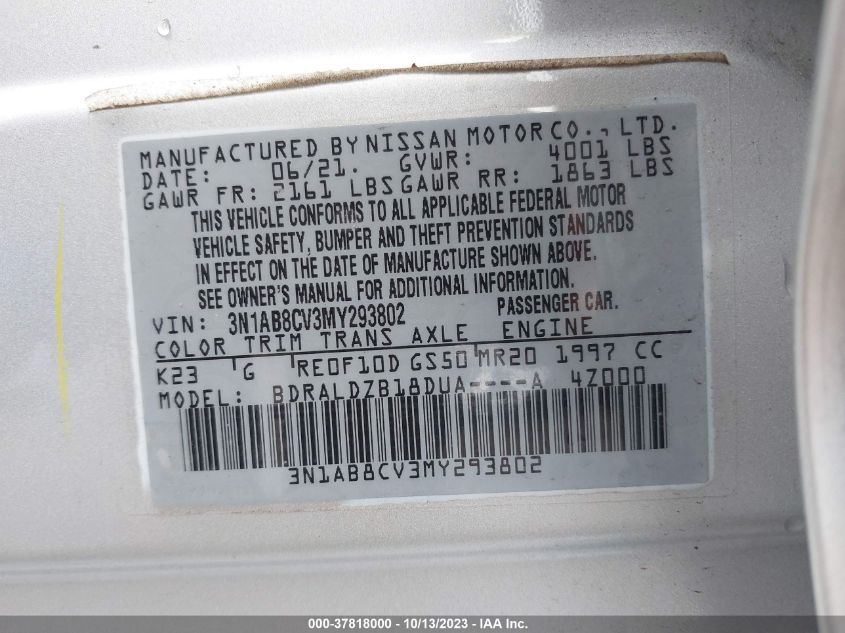 MANUFACTURED BY NISSAN MOTOR CO., LTD.
DATE: 06/21. GVWR: 4001 LBS
GAWR FR: 2161 LBS GAWR RR: 1863 LBS
THIS VEHICLE CONFORMS TO ALL APPLICABLE FEDERAL MOTOR
VEHICLE SAFETY, BUMPER AND THEFT PREVENTION STANDARDS
IN EFFECT ON THE DATE OF MANUFACTURE SHOWN ABOVE.
SEE OWNER'S MANUAL FOR ADDITIONAL INFORMATION.
VIN: 3N1AB8CV3MY293802 PASSENGER CAR.
COLOR TRIM TRANS AXLE ENGINE
K23 G RE0F10D GS50 MR20 1997 CC
MODEL: BDRALDZB18DUA----A 4Z000
3N1AB8CV3MY293802
000-37818000 - 10/13/2023 - IAA Inc.